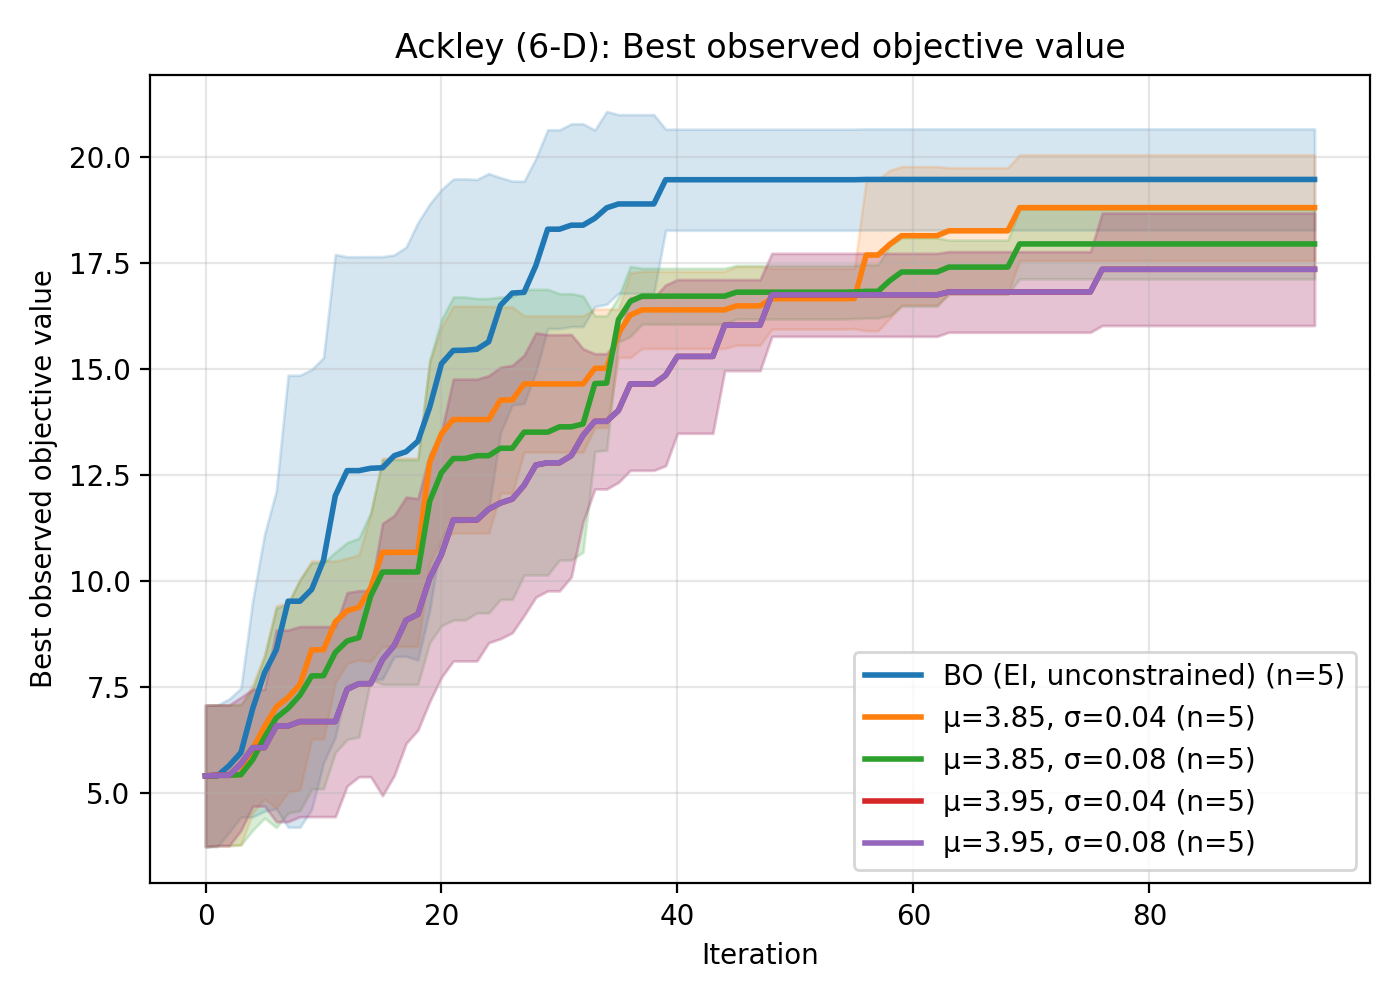 Ackley (6-D): Best observed objective value
Best observed objective value
20.0
17.5
15.0
12.5
10.0
7.5
5.0
BO (EI, unconstrained) (n=5)
μ=3.85, σ=0.04 (n=5)
μ=3.85, σ=0.08 (n=5)
μ=3.95, σ=0.04 (n=5)
μ=3.95, σ=0.08 (n=5)
0 20 40 60 80
Iteration